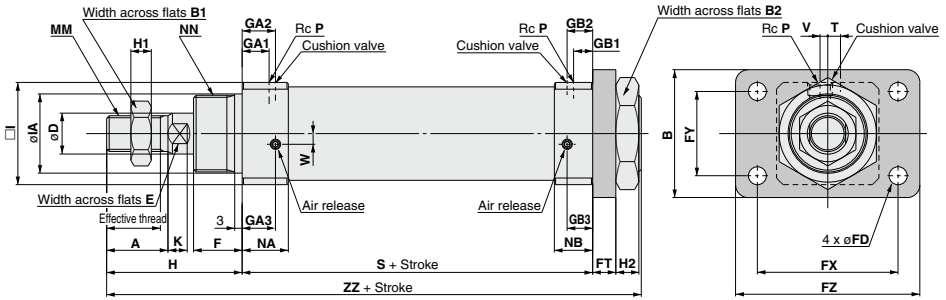 Width across flats B1
MM
H1
NN
GA2
GA1
Rc P
Cushion valve
Rc P
Cushion valve
GB2
GB1
Width across flats B2
Rc P
V
T
Cushion valve
□I
øIA
øD
W
B
FY
Width across flats E
Effective thread
3
GA3
Air release
Air release
GB3
4 x øFD
A
K
F
NA
NB
H
S + Stroke
FT
H2
FX
ZZ + Stroke
FZ